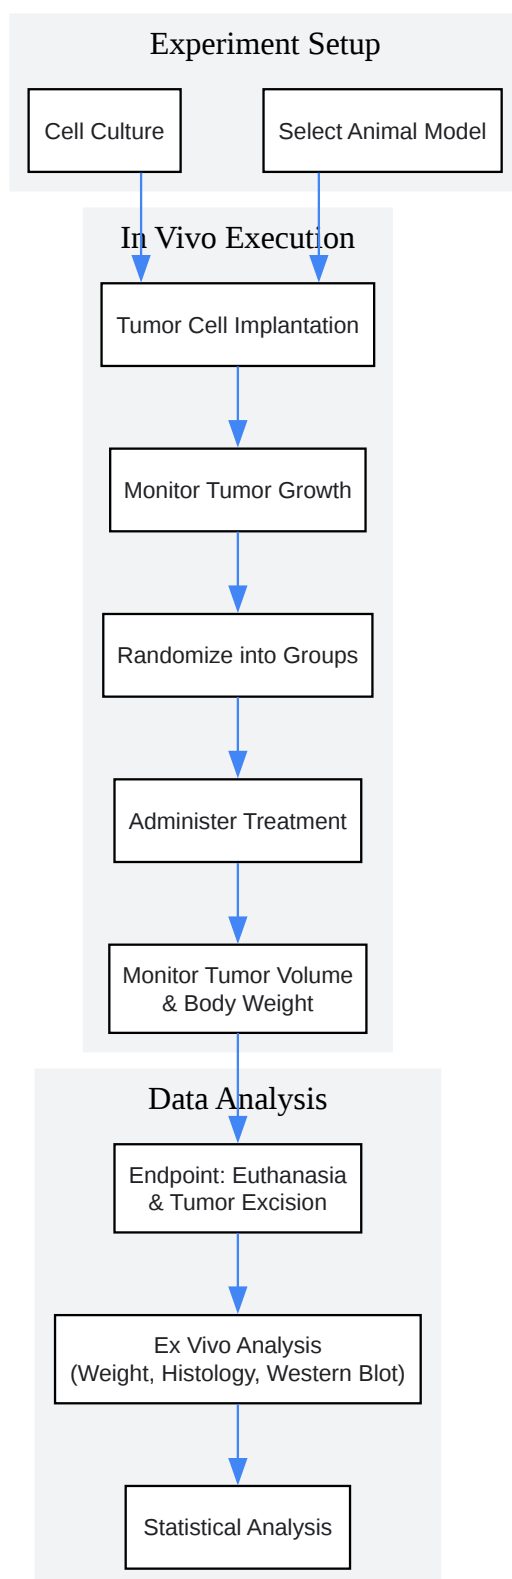 Experiment Setup
Cell Culture
Select Animal Model
In Vivo Execution
Tumor Cell Implantation
Monitor Tumor Growth
Randomize into Groups
Administer Treatment
Monitor Tumor Volume
& Body Weight
Data Analysis
Endpoint: Euthanasia
& Tumor Excision
Ex Vivo Analysis
(Weight, Histology, Western Blot)
Statistical Analysis